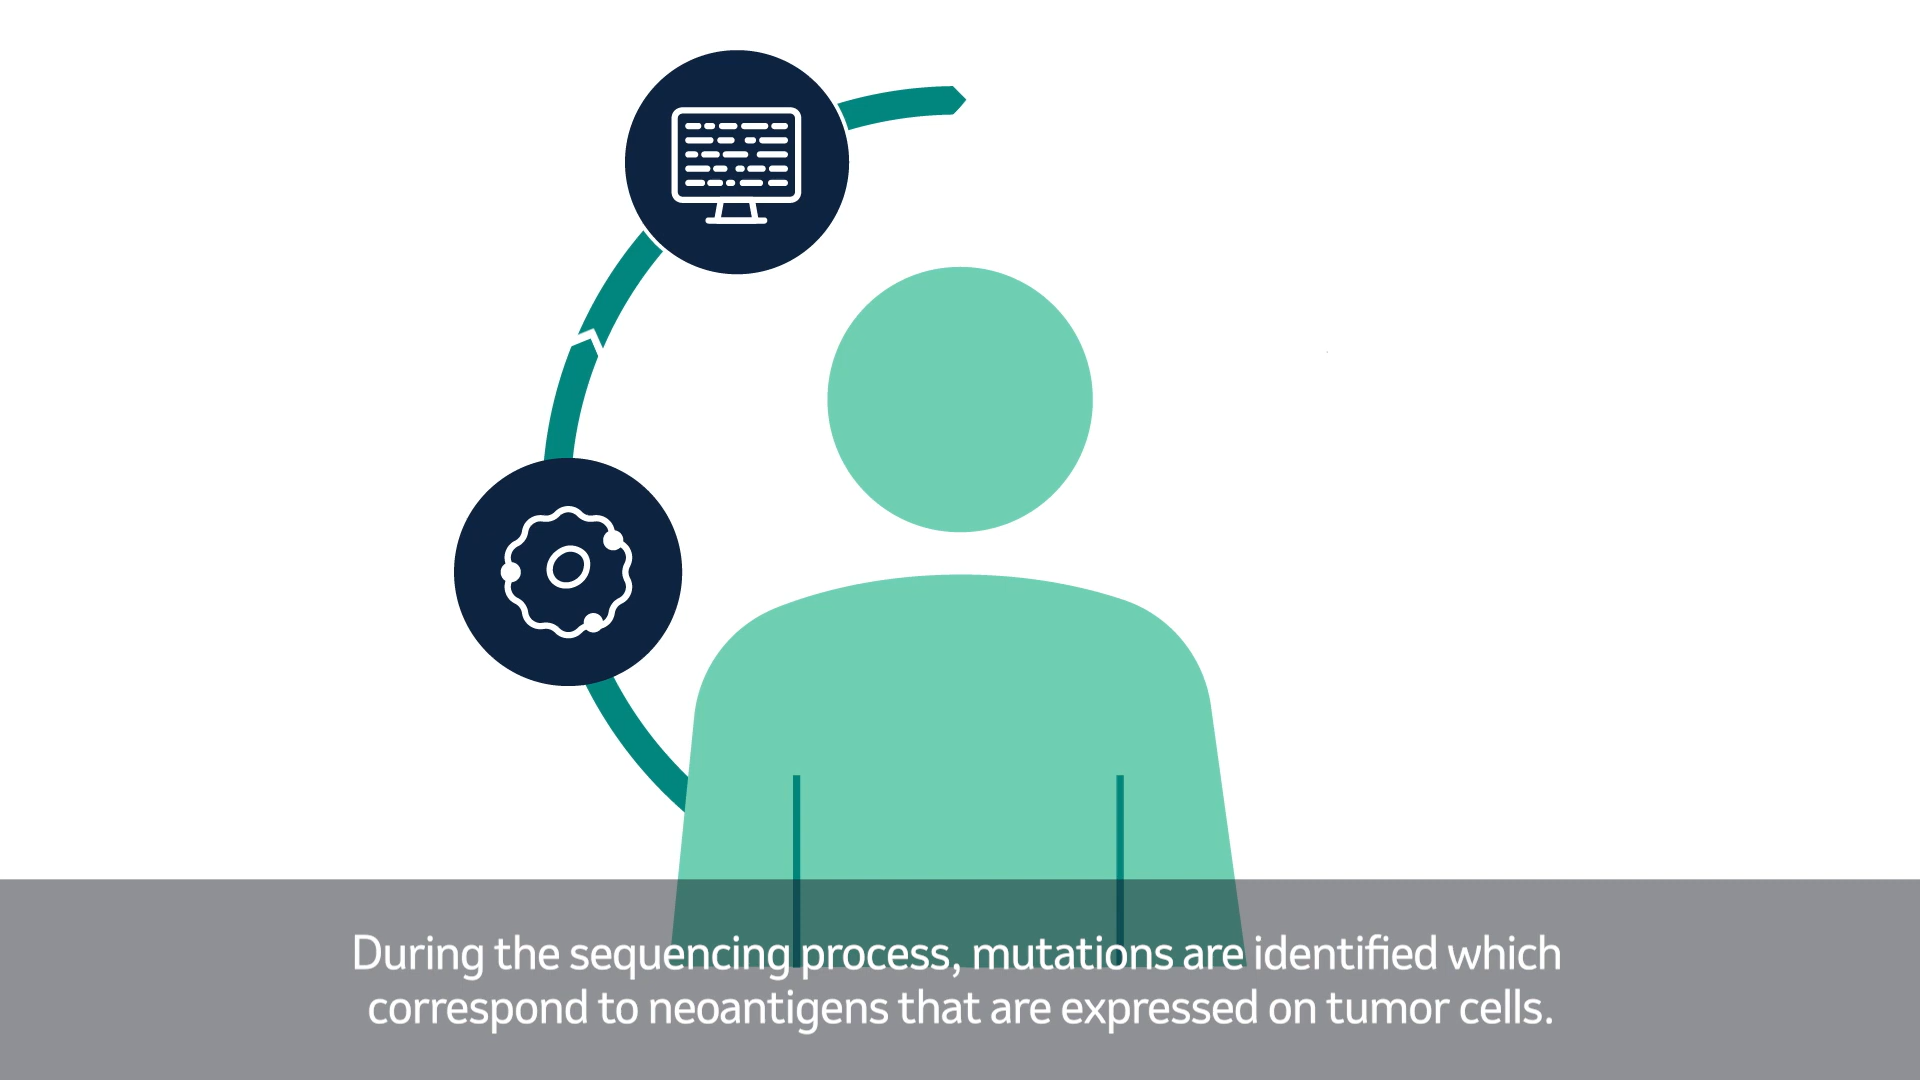 During the sequencing process, mutations are identified which
correspond to neoantigens that are expressed on tumor cells.